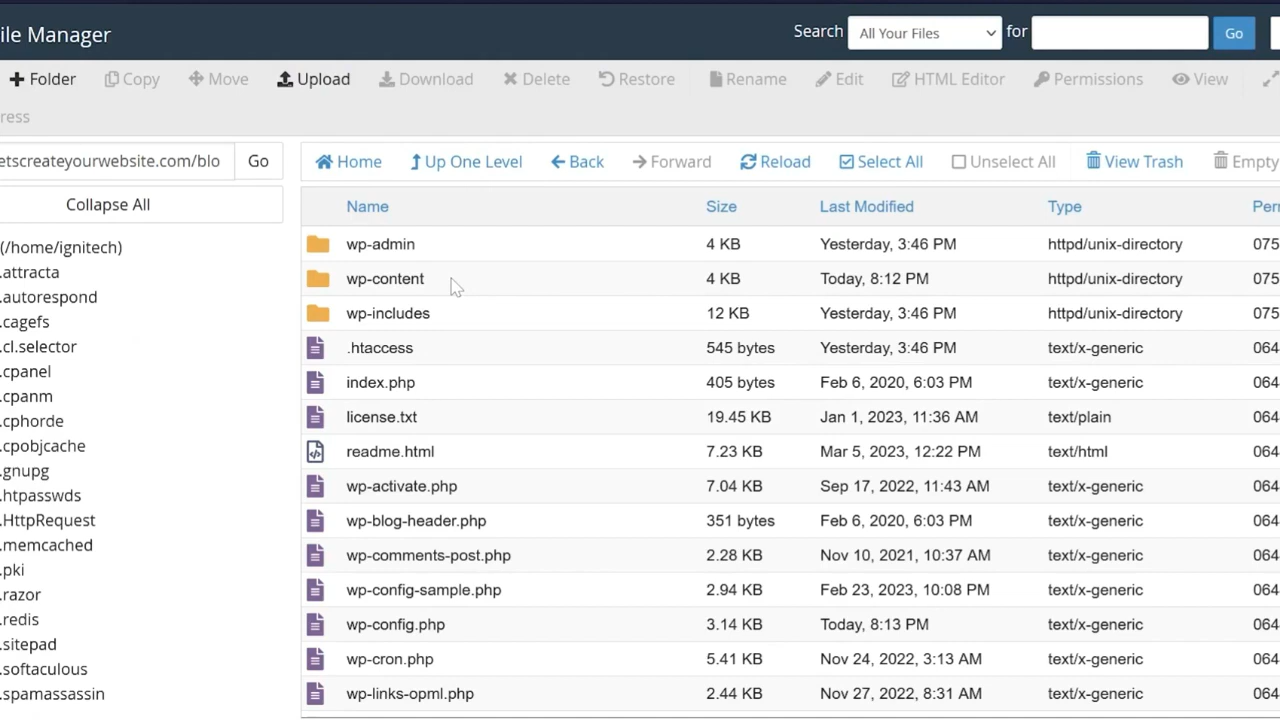 ile Manager
Search All Your Files for Go
Folder Copy Move Upload Download Delete Restore Rename Edit HTML Editor Permissions View
ress
etscreateyourwebsite.com/blo Go
Home Up One Level Back Forward Reload Select All Unselect All View Trash Empty
Collapse All
(/home/ignitech)
.attracta
.autorespond
.cagefs
.cl.selector
.cpanel
.cpanm
.cphorde
.cpobjcache
.gnupg
.htpasswds
.HttpRequest
.memcached
.pki
.razor
.redis
.sitepad
.softaculous
.spamassassin
Name Size Last Modified Type Per
wp-admin 4 KB Yesterday, 3:46 PM httpd/unix-directory 075
wp-content 4 KB Today, 8:12 PM httpd/unix-directory 075
wp-includes 12 KB Yesterday, 3:46 PM httpd/unix-directory 075
.htaccess 545 bytes Yesterday, 3:46 PM text/x-generic 064
index.php 405 bytes Feb 6, 2020, 6:03 PM text/x-generic 064
license.txt 19.45 KB Jan 1, 2023, 11:36 AM text/plain 064
readme.html 7.23 KB Mar 5, 2023, 12:22 PM text/html 064
wp-activate.php 7.04 KB Sep 17, 2022, 11:43 AM text/x-generic 064
wp-blog-header.php 351 bytes Feb 6, 2020, 6:03 PM text/x-generic 064
wp-comments-post.php 2.28 KB Nov 10, 2021, 10:37 AM text/x-generic 064
wp-config-sample.php 2.94 KB Feb 23, 2023, 10:08 PM text/x-generic 064
wp-config.php 3.14 KB Today, 8:13 PM text/x-generic 064
wp-cron.php 5.41 KB Nov 24, 2022, 3:13 AM text/x-generic 064
wp-links-opml.php 2.44 KB Nov 27, 2022, 8:31 AM text/x-generic 064